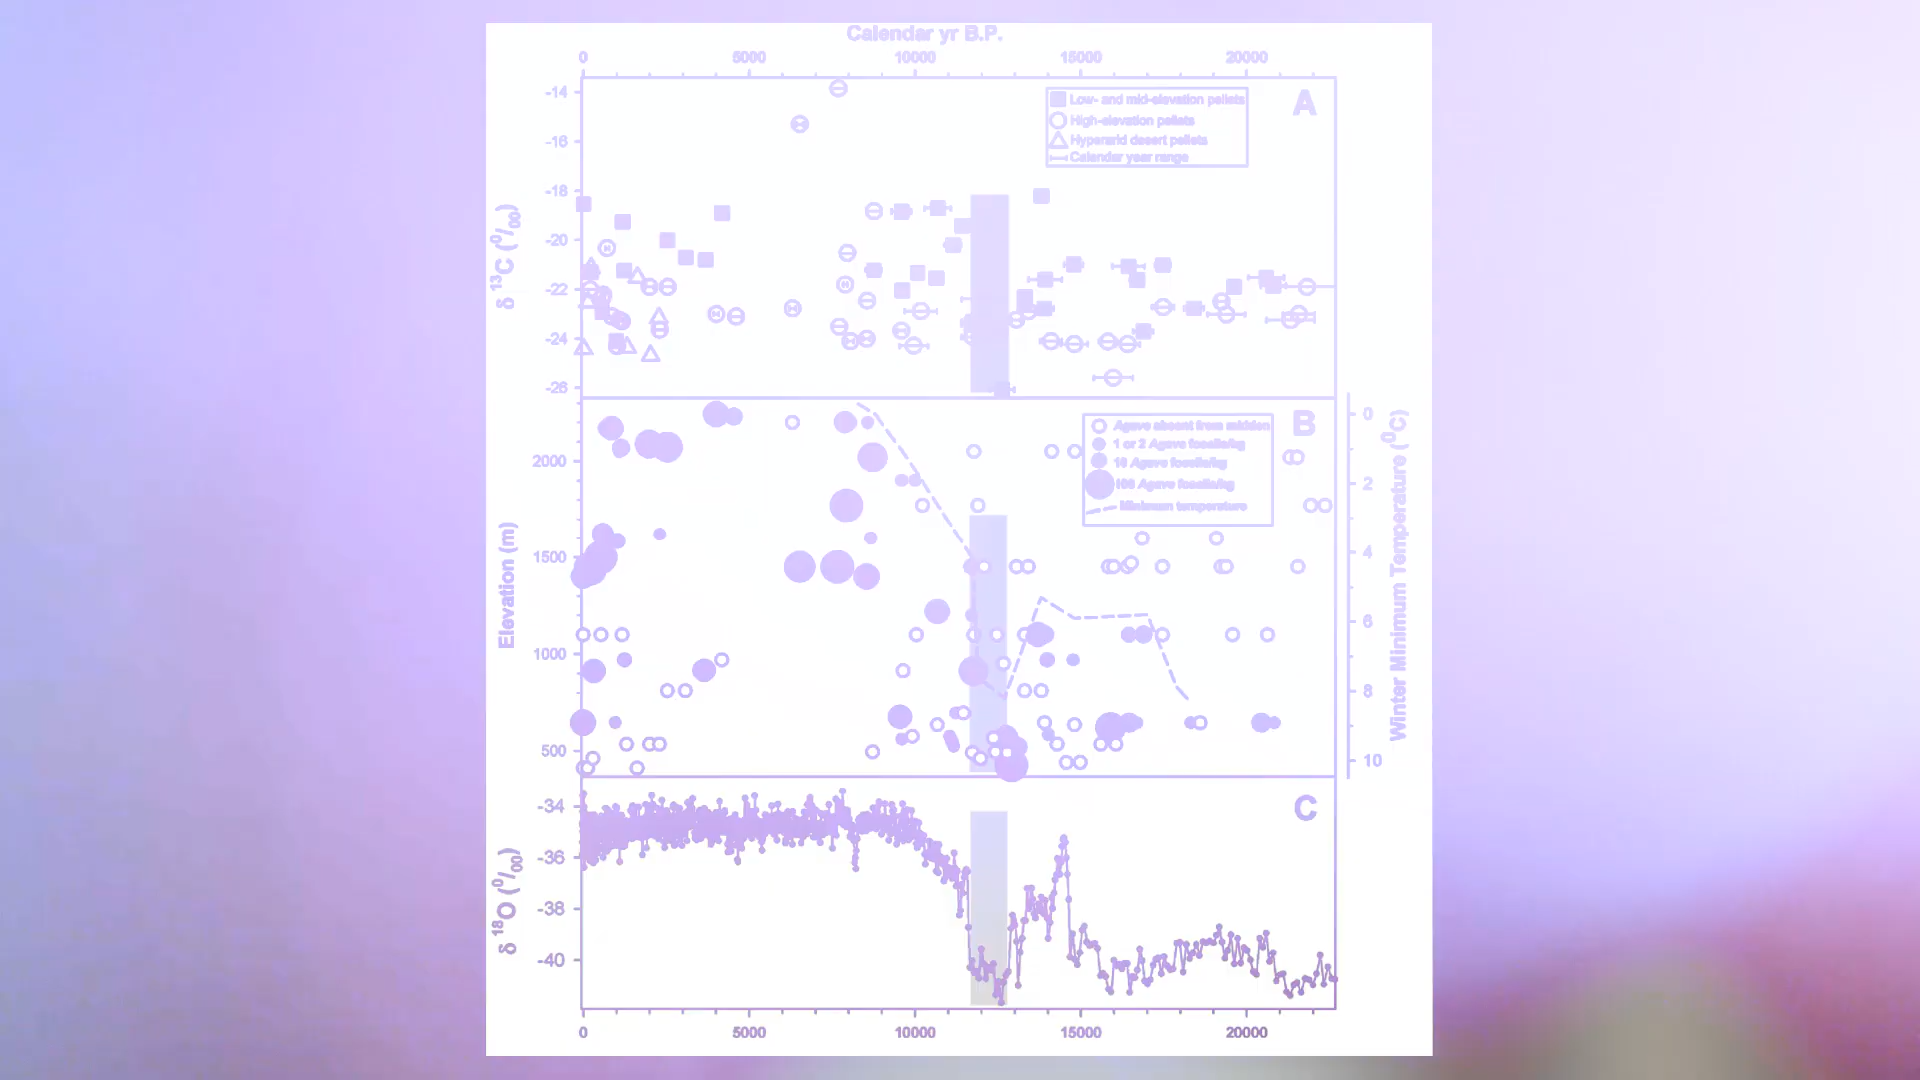 Calendar yr B.P.
0 5000 10000 15000 20000
A
-14
-16
-18
-20
-22
-24
-26
δ ¹³C (⁰/₀₀)
Low- and mid-elevation pellets
High-elevation pellets
Hyperarid desert pellets
Calendar year range
B
2000
1500
1000
500
Elevation (m)
Agave absent from midden
1 or 2 Agave fossils/kg
10 Agave fossils/kg
100 Agave fossils/kg
Minimum temperature
0
2
4
6
8
10
Winter Minimum Temperature (⁰C)
C
-34
-36
-38
-40
δ ¹⁸O (⁰/₀₀)
0 5000 10000 15000 20000